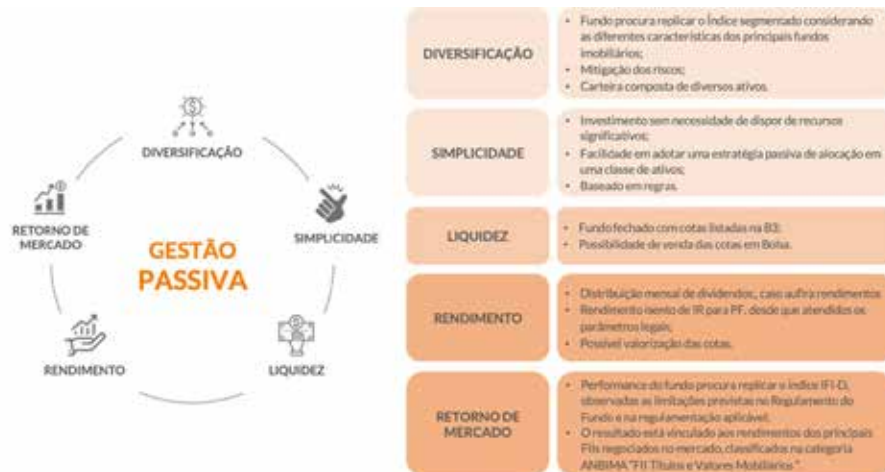 DIVERSIFICAÇÃO
SIMPLICIDADE
LIQUIDEZ
RENDIMENTO
RETORNO DE
MERCADO
GESTÃO
PASSIVA
DIVERSIFICAÇÃO
• Fundo procura replicar o Índice segmentado considerando
as diferentes características dos principais fundos
imobiliários;
• Mitigação dos riscos;
• Carteira composta de diversos ativos.
SIMPLICIDADE
• Investimento sem necessidade de dispor de recursos
significativos;
• Facilidade em adotar uma estratégia passiva de alocação em
uma classe de ativos;
• Baseado em regras.
LIQUIDEZ
• Fundo fechado com cotas listadas na B3;
• Possibilidade de venda das cotas em Bolsa.
RENDIMENTO
• Distribuição mensal de dividendos,, caso aufira rendimentos
• Rendimento isento de IR para PF, desde que atendidos os
parâmetros legais;
• Possível valorização das cotas.
RETORNO DE
MERCADO
• Performance do fundo procura replicar o índice IFI-D,
observadas as limitações previstas no Regulamento do
Fundo e na regulamentação aplicável.
• O resultado está vinculado aos rendimentos dos principais
FIIs negociados no mercado, classificados na categoria
ANBIMA "FII Títulos e Valores Mobiliários".